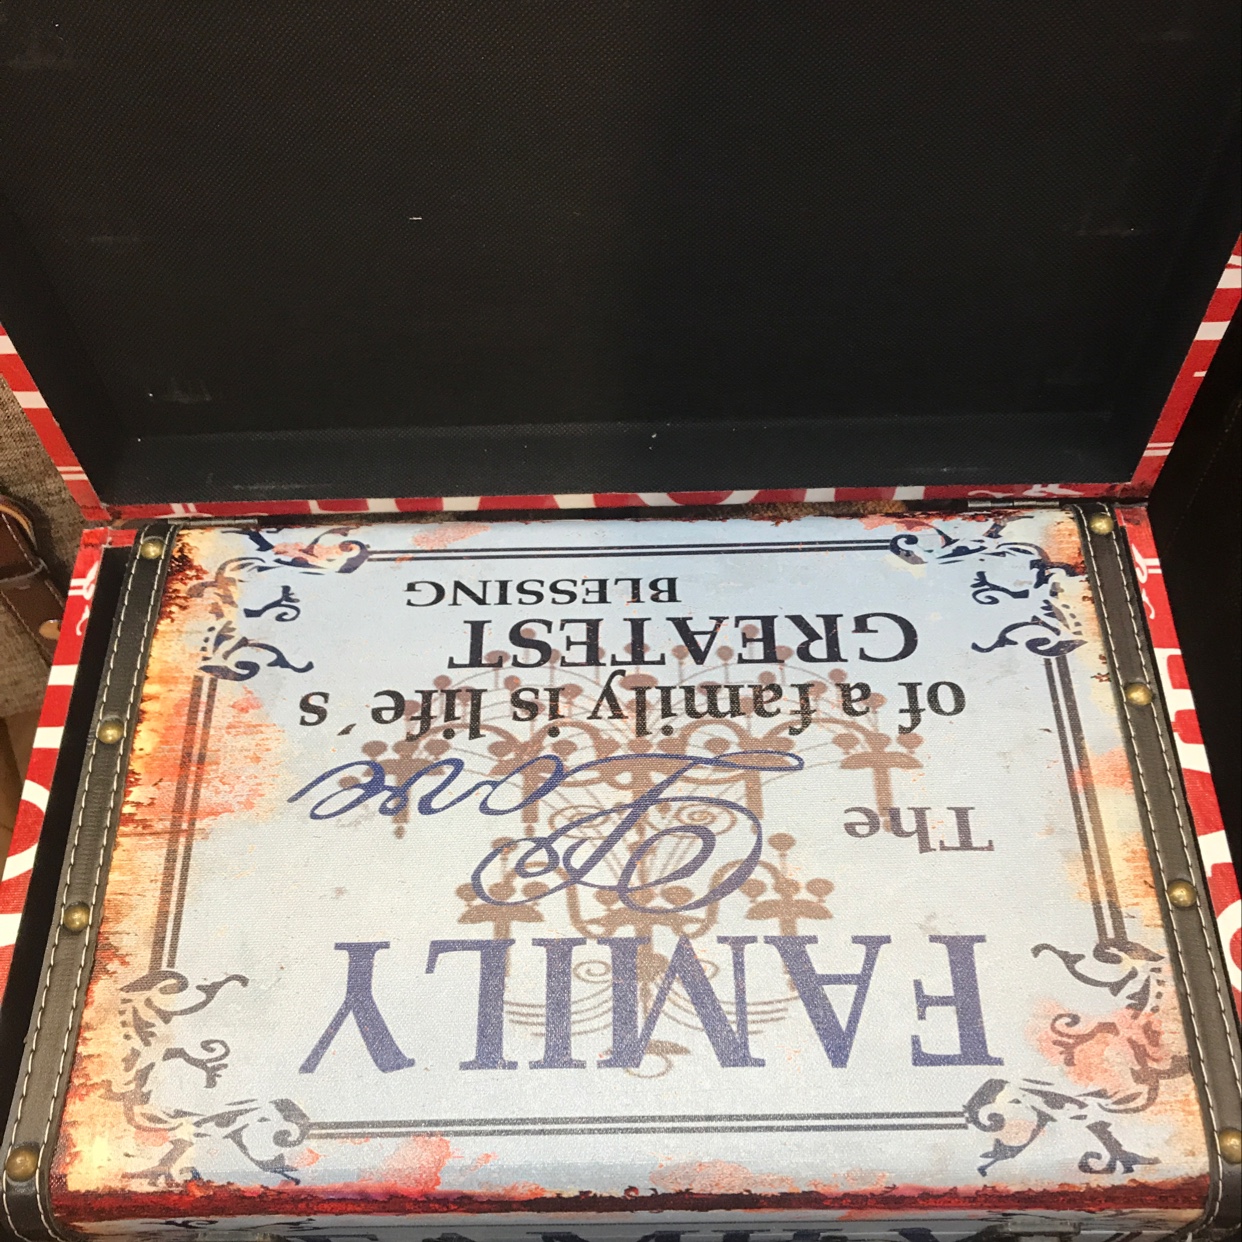 FAMILY
The Love
of a family is life´s
GREATEST
BLESSING